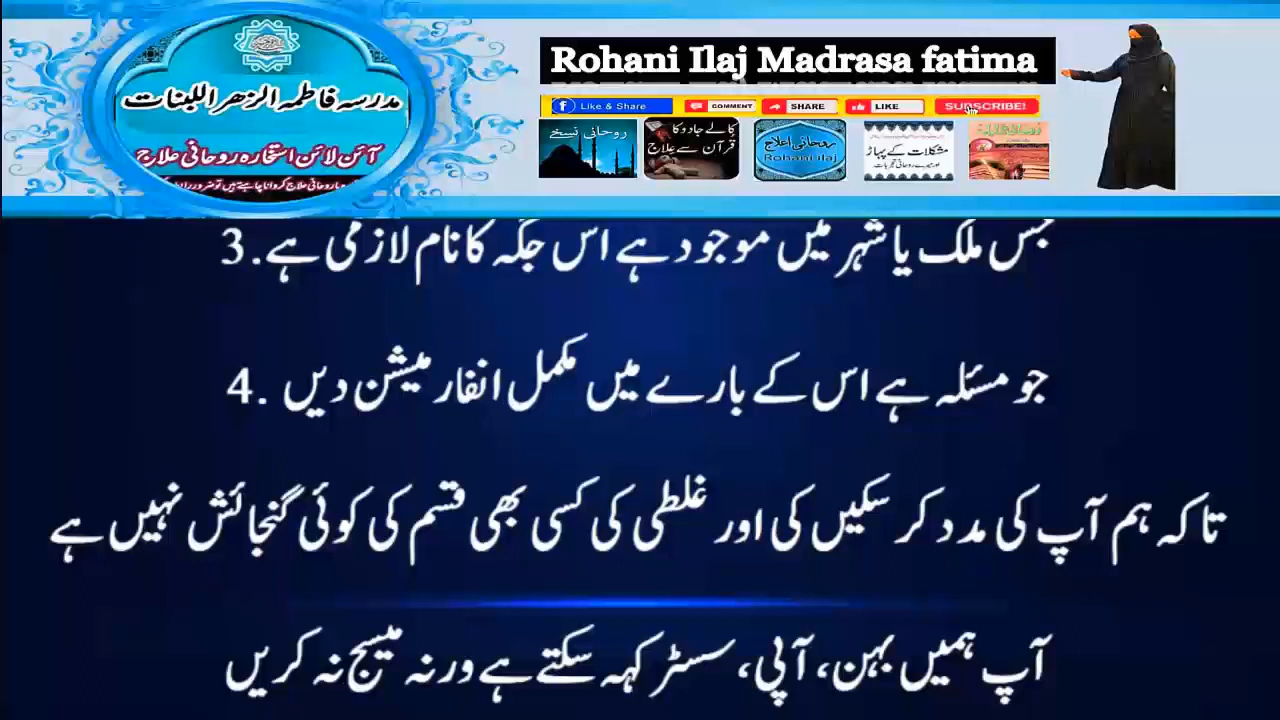 مدرسہ فاطمہ الزھرا للبنات
آئن لائن استخارہ روحانی علاج
Rohani Ilaj Madrasa fatima
Like & Share
COMMENT
SHARE
LIKE
SUBSCRIBE!
روحانی نسخے
کالے جادو کا
قرآن سے علاج
روحانی علاج
Rohani Ilaj
مشکلات کے پہاڑ
جس ملک یا شہر میں موجود ہے اس جگہ کا نام لازمی ہے .3
جو مسئلہ ہے اس کے بارے میں مکمل انفارمیشن دیں .4
تاکہ ہم آپ کی مدد کر سکیں کی اور غلطی کی کسی بھی قسم کی کوئی گنجائش نہیں ہے
آپ ہمیں بہن، آپی، سسٹر کہہ سکتے ہے ورنہ میسج نہ کریں